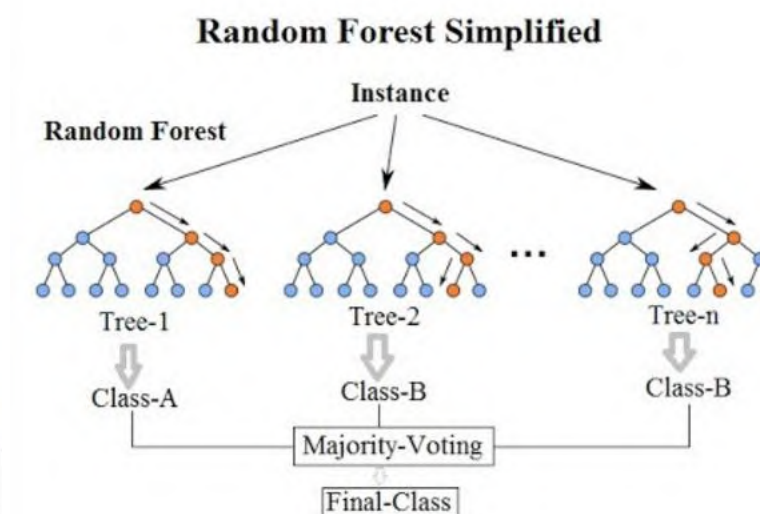 Random Forest Simplified
Instance
Random Forest
...
Tree-1 Tree-2 Tree-n
Class-A Class-B Class-B
Majority-Voting
Final-Class